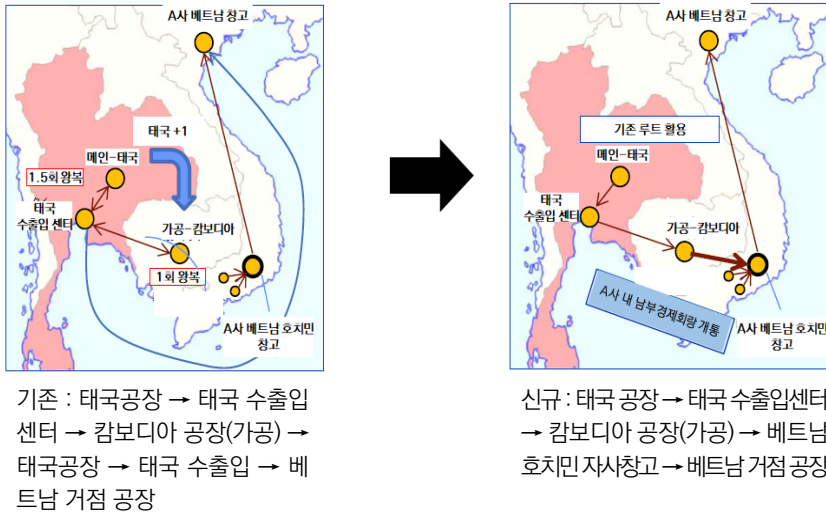 A사 베트남 창고
태국 +1
메인-태국
1.5회 왕복
태국
수출입 센터
가공-캄보디아
1회 왕복
A사 베트남 호치민
창고
기존 : 태국공장 → 태국 수출입
센터 → 캄보디아 공장(가공) →
태국공장 → 태국 수출입 → 베
트남 거점 공장
A사 베트남 창고
기존 루트 활용
메인-태국
태국
수출입 센터
가공-캄보디아
A사 내 남부경제회랑 개통
A사 베트남 호치민
창고
신규 : 태국 공장 → 태국 수출입센터
→ 캄보디아 공장(가공) → 베트남
호치민 자사창고 → 베트남 거점 공장